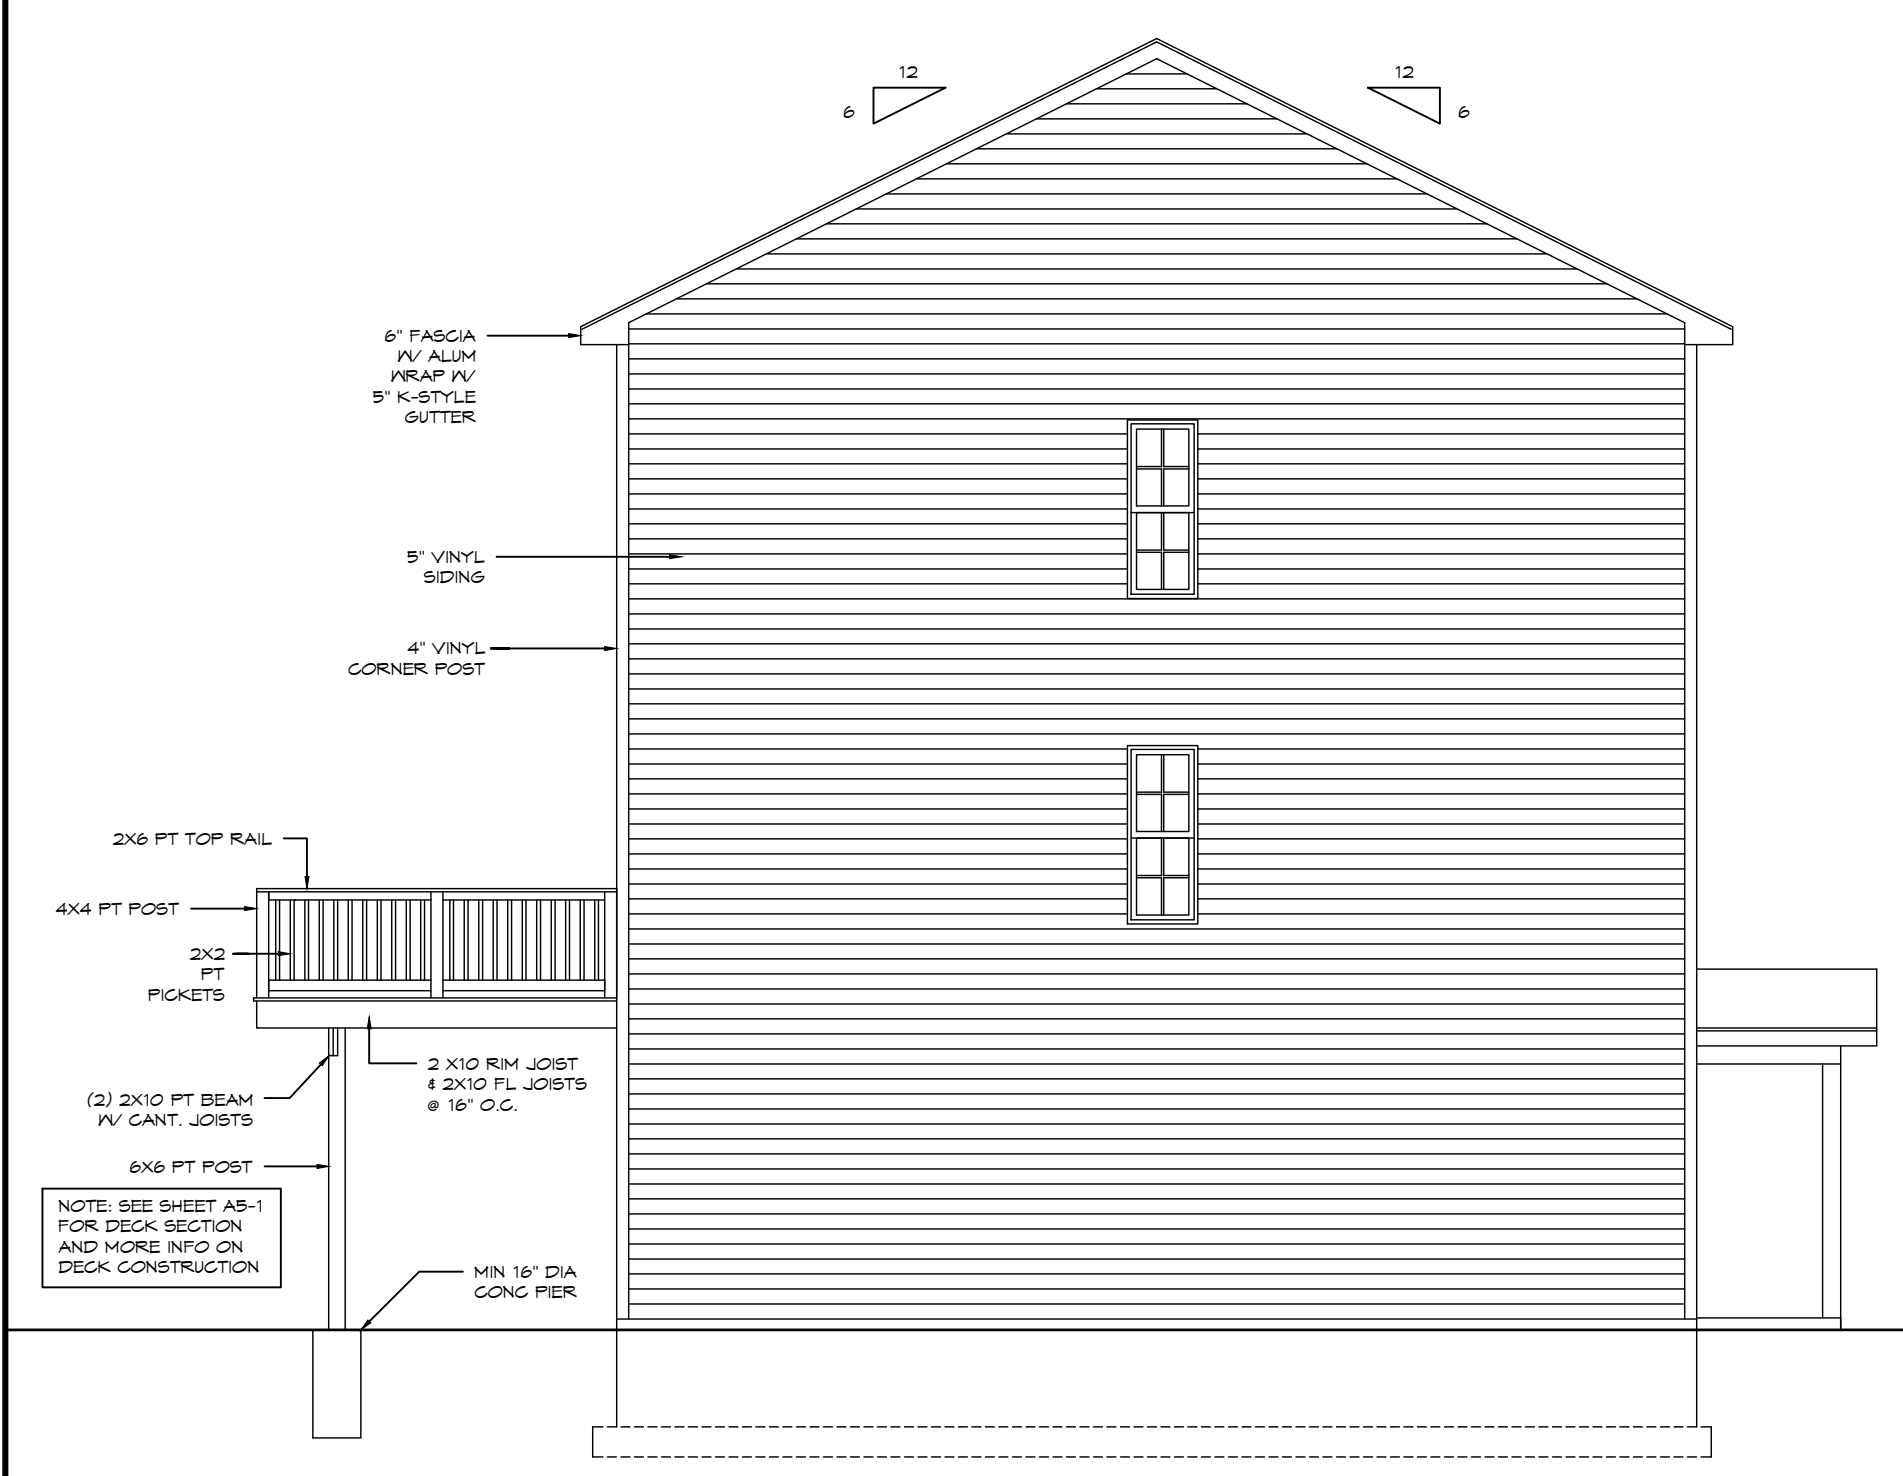 12
6
12
6
6" FASCIA
W/ ALUM
WRAP W/
5" K-STYLE
GUTTER
5" VINYL
SIDING
4" VINYL
CORNER POST
2X6 PT TOP RAIL
4X4 PT POST
2X2
PT
PICKETS
2 X10 RIM JOIST
& 2X10 FL JOISTS
@ 16" O.C.
(2) 2X10 PT BEAM
W/ CANT. JOISTS
6X6 PT POST
NOTE: SEE SHEET A5-1
FOR DECK SECTION
AND MORE INFO ON
DECK CONSTRUCTION
MIN 16" DIA
CONC PIER